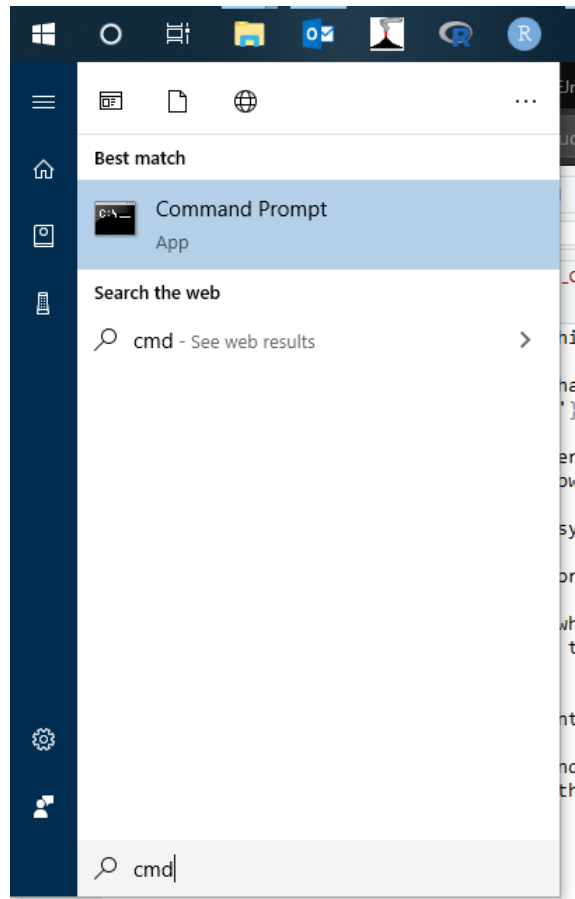 R
R
...
Best match
C:\_
Command Prompt
App
Search the web
cmd - See web results
cmd